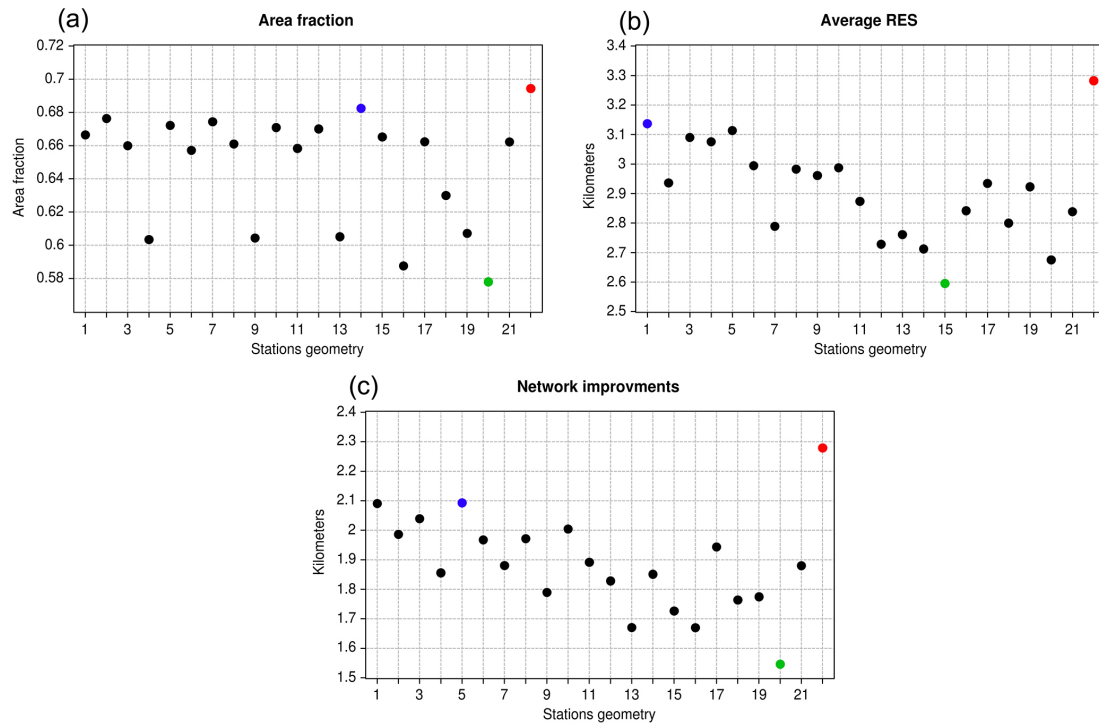 (a)
Area fraction
0.72
0.7
0.68
0.66
0.64
0.62
0.6
0.58
Area fraction
1 3 5 7 9 11 13 15 17 19 21
Stations geometry
(b)
Average RES
3.4
3.3
3.2
3.1
3
2.9
2.8
2.7
2.6
2.5
Kilometers
1 3 5 7 9 11 13 15 17 19 21
Stations geometry
(c)
Network improvments
2.4
2.3
2.2
2.1
2
1.9
1.8
1.7
1.6
1.5
Kilometers
1 3 5 7 9 11 13 15 17 19 21
Stations geometry